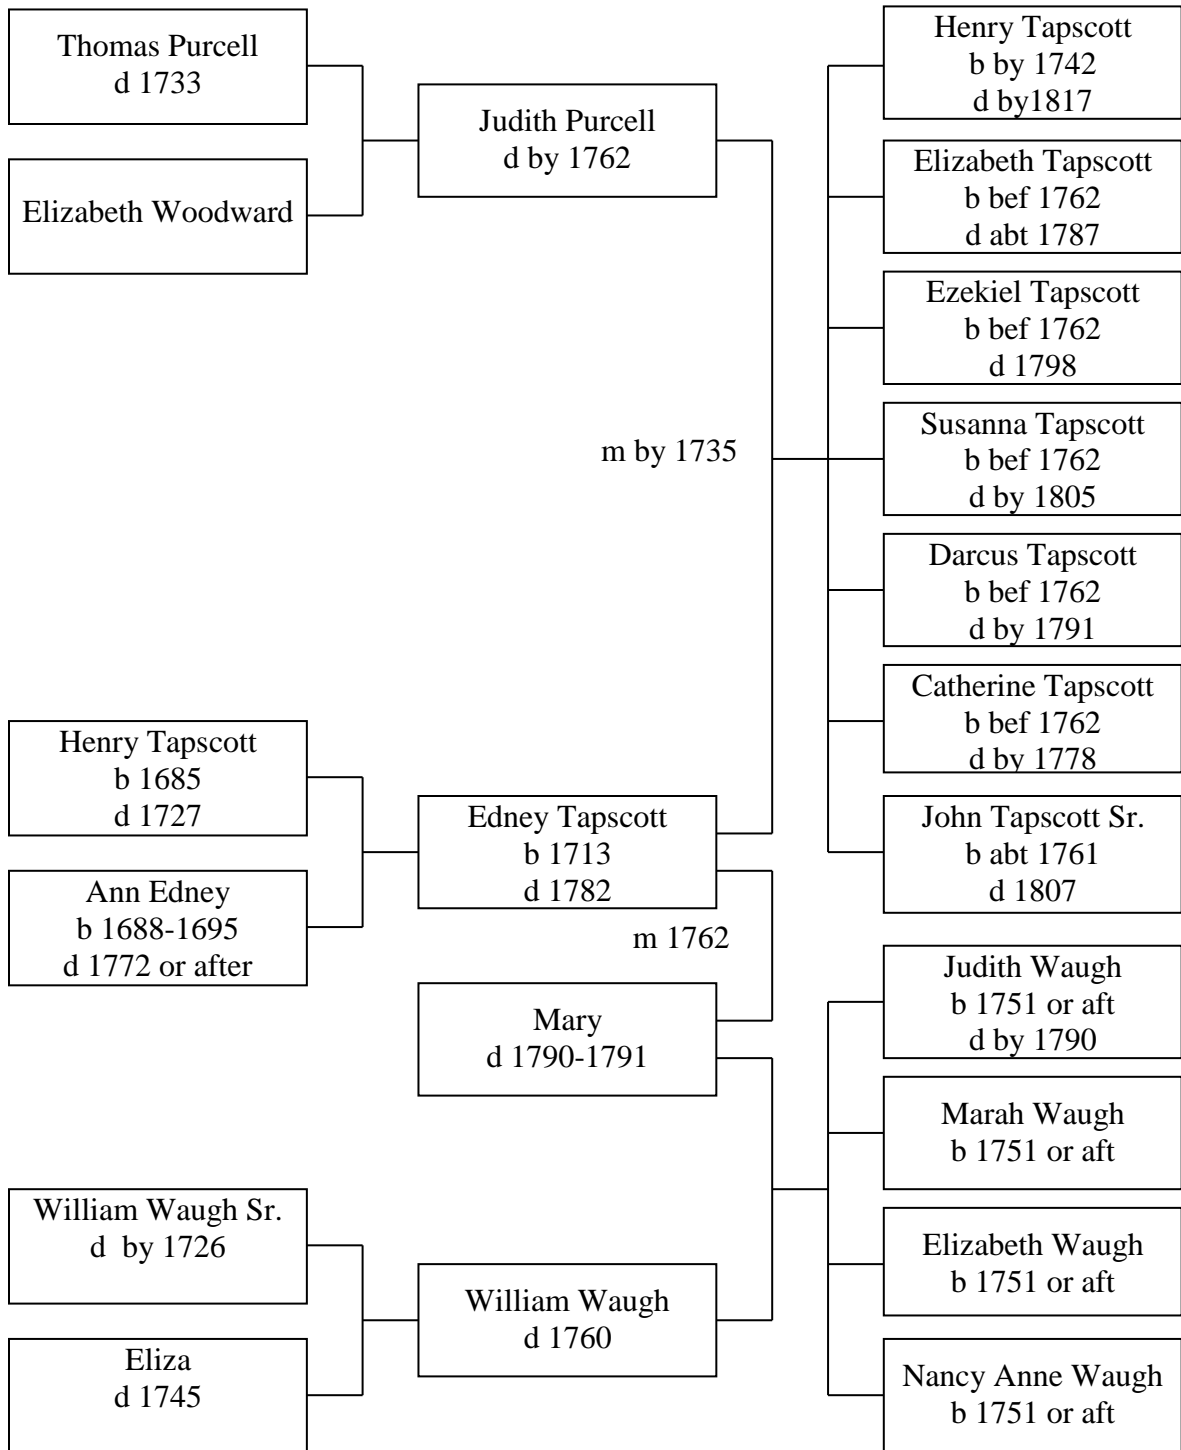 Thomas Purcell
d 1733
Elizabeth Woodward
Judith Purcell
d by 1762
Henry Tapscott
b by 1742
d by1817
Elizabeth Tapscott
b bef 1762
d abt 1787
Ezekiel Tapscott
b bef 1762
d 1798
m by 1735
Susanna Tapscott
b bef 1762
d by 1805
Darcus Tapscott
b bef 1762
d by 1791
Catherine Tapscott
b bef 1762
d by 1778
John Tapscott Sr.
b abt 1761
d 1807
Henry Tapscott
b 1685
d 1727
Ann Edney
b 1688-1695
d 1772 or after
Edney Tapscott
b 1713
d 1782
m 1762
Mary
d 1790-1791
Judith Waugh
b 1751 or aft
d by 1790
Marah Waugh
b 1751 or aft
Elizabeth Waugh
b 1751 or aft
Nancy Anne Waugh
b 1751 or aft
William Waugh Sr.
d  by 1726
Eliza
d 1745
William Waugh
d 1760